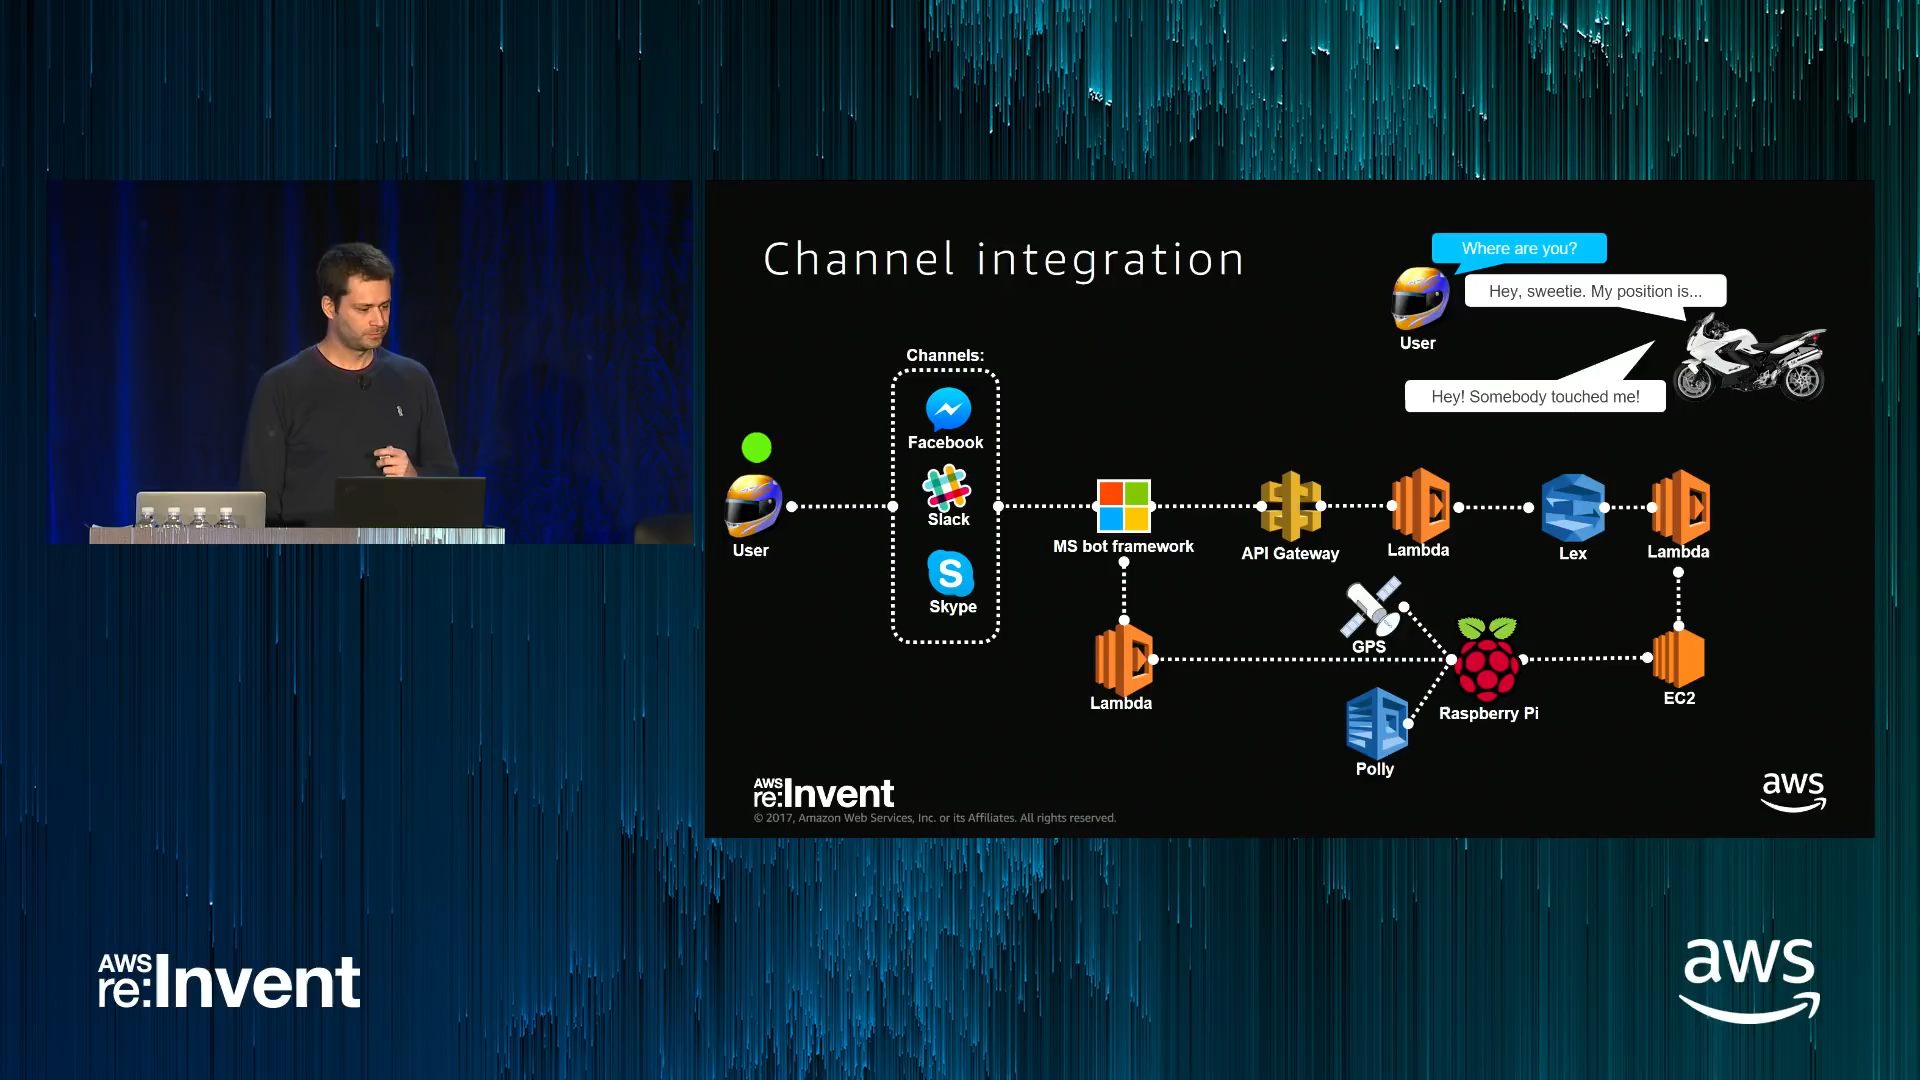 Channel integration
Where are you?
Hey, sweetie. My position is...
User
Hey! Somebody touched me!
Channels:
Facebook
Slack
S
Skype
User
MS bot framework
API Gateway
Lambda
Lex
Lambda
GPS
Lambda
Raspberry Pi
EC2
Polly
AWS
re:Invent
© 2017, Amazon Web Services, Inc. or its Affiliates. All rights reserved.
aws
AWS
re:Invent
aws